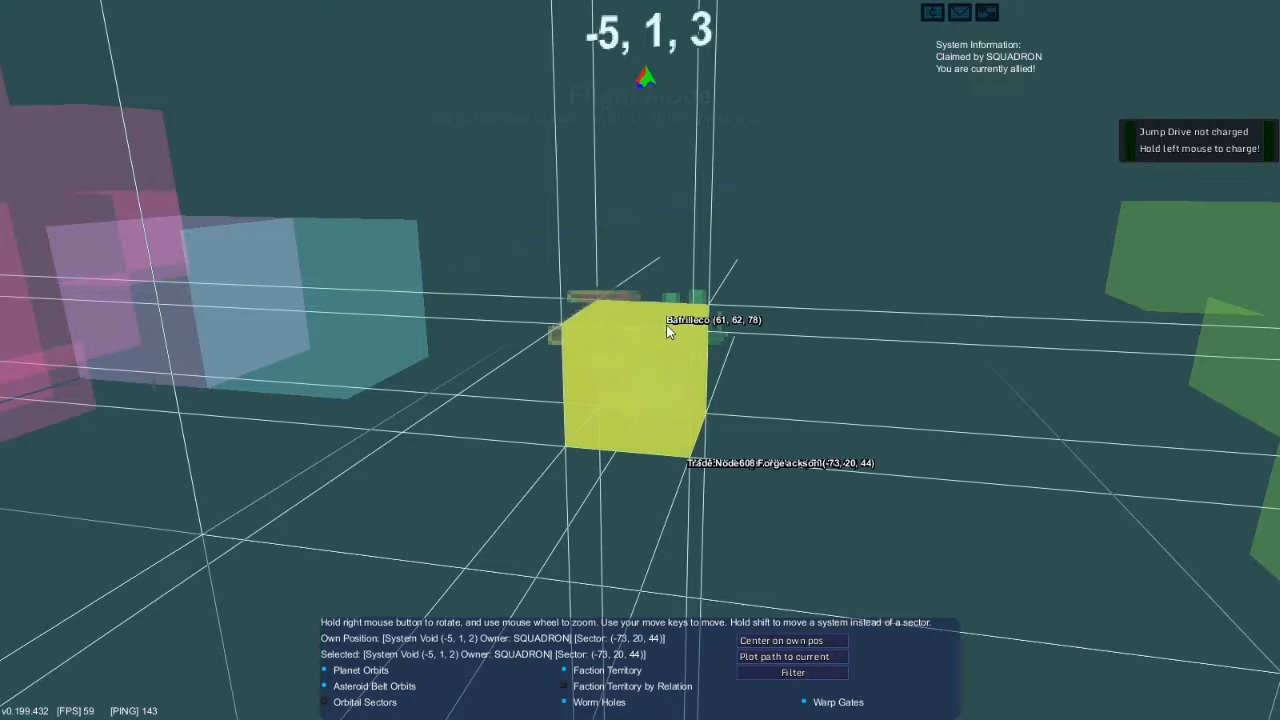 -5, 1, 3
Flight Mode
System Information:
Claimed by SQUADRON
You are currently allied!
Jump Drive not charged
Hold left mouse to charge!
Bafrilleco (61, 62, 78)
Hold right mouse button to rotate, and use mouse wheel to zoom. Use your move keys to move. Hold shift to move a system instead of a sector.
Own Position: [System Void (-5, 1, 2) Owner: SQUADRON] [Sector: (-73, 20, 44)]
Selected: [System Void (-5, 1, 2) Owner: SQUADRON] [Sector: (-73, 20, 44)]
Center on own pos
Plot path to current
Filter
Planet Orbits
Faction Territory
Asteroid Belt Orbits
Faction Territory by Relation
Orbital Sectors
Worm Holes
Warp Gates
v0.199.432 [FPS] 59 [PING] 143